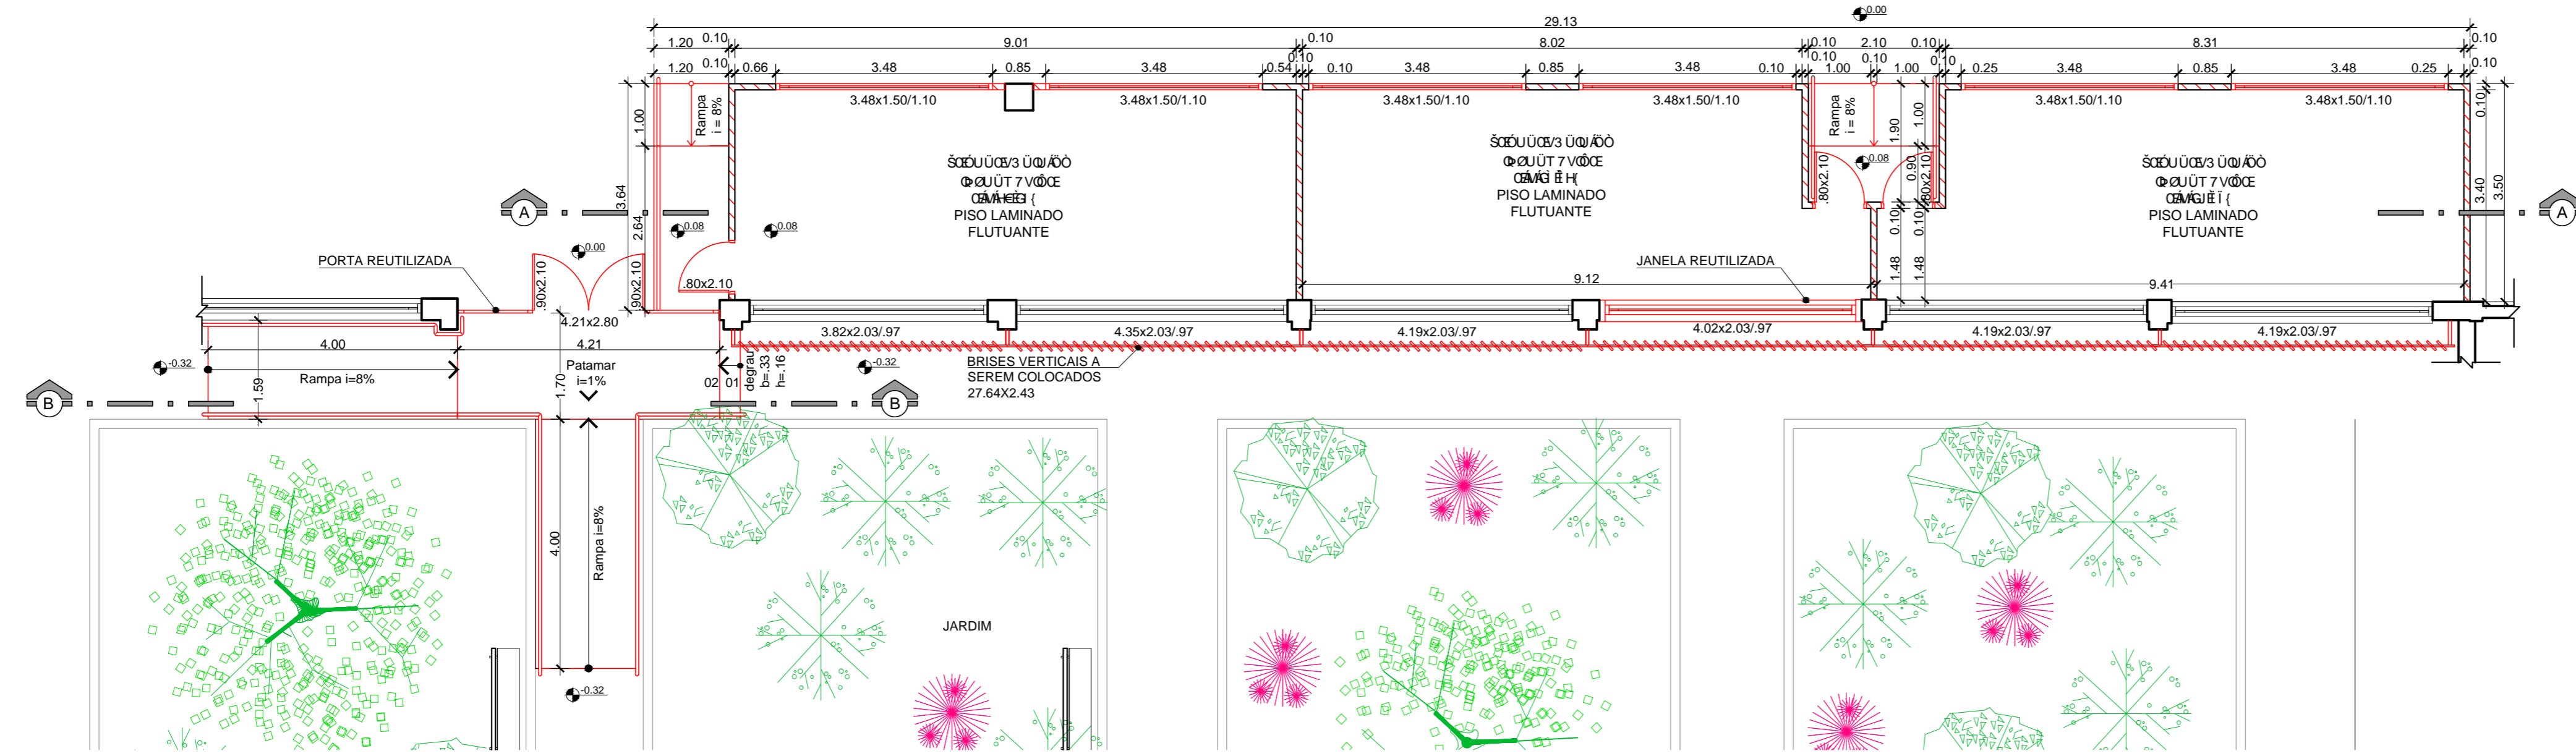 0.00
29.13
1.20
0.10
9.01
0.10
8.02
0.10
2.10
0.10
8.31
0.10
1.20
0.10
0.66
3.48
0.85
3.48
0.54
0.10
0.10
3.48
0.85
3.48
0.10
0.10
1.00
0.10
1.00
0.10
0.25
3.48
0.85
3.48
0.25
0.10
3.48x1.50/1.10
3.48x1.50/1.10
3.48x1.50/1.10
3.48x1.50/1.10
3.48x1.50/1.10
3.48x1.50/1.10
Rampa
i = 8%
1.00
3.64
2.64
Rampa
i = 8%
1.90
1.00
0.90
0.10
3.40
3.50
0.08
.80x2.10
.80x2.10
PISO LAMINADO
FLUTUANTE
PISO LAMINADO
FLUTUANTE
PISO LAMINADO
FLUTUANTE
A
A
0.00
0.08
0.08
0.10
0.10
1.48
1.48
PORTA REUTILIZADA
.90x2.10
.90x2.10
.80x2.10
JANELA REUTILIZADA
9.12
9.41
4.21x2.80
3.82x2.03/.97
4.35x2.03/.97
4.19x2.03/.97
4.02x2.03/.97
4.19x2.03/.97
4.19x2.03/.97
4.00
4.21
-0.32
Rampa i=8%
1.59
1.70
Patamar
i=1%
02
01
degrau
b=.33
h=.16
-0.32
BRISES VERTICAIS A
SEREM COLOCADOS
27.64X2.43
B
B
4.00
Rampa i=8%
JARDIM
-0.32